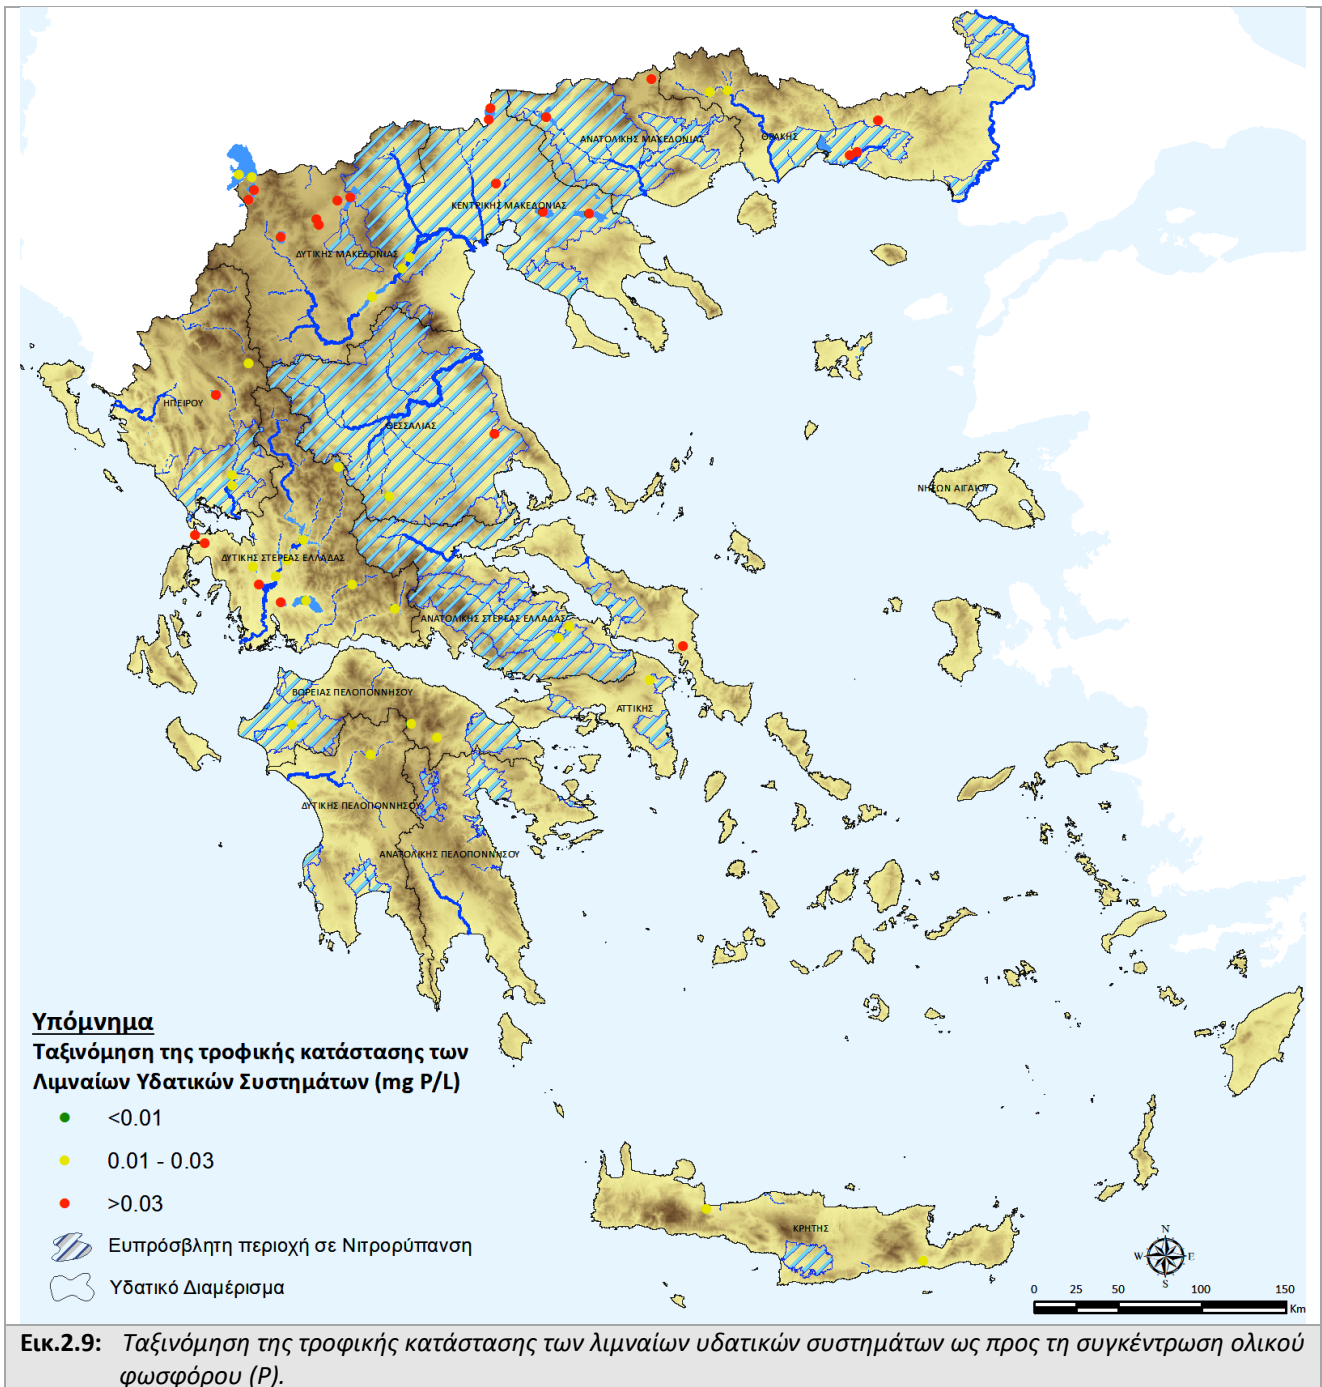 ΑΝΑΤΟΛΙΚΗΣ ΜΑΚΕΔΟΝΙΑΣ
ΘΡΑΚΗΣ
ΚΕΝΤΡΙΚΗΣ ΜΑΚΕΔΟΝΙΑΣ
ΔΥΤΙΚΗΣ ΜΑΚΕΔΟΝΙΑΣ
ΗΠΕΙΡΟΥ
ΘΕΣΣΑΛΙΑΣ
ΝΗΣΩΝ ΑΙΓΑΙΟΥ
ΔΥΤΙΚΗΣ ΣΤΕΡΕΑΣ ΕΛΛΑΔΑΣ
ΑΝΑΤΟΛΙΚΗΣ ΣΤΕΡΕΑΣ ΕΛΛΑΔΑΣ
ΒΟΡΕΙΑΣ ΠΕΛΟΠΟΝΝΗΣΟΥ
ΑΤΤΙΚΗΣ
ΔΥΤΙΚΗΣ ΠΕΛΟΠΟΝΝΗΣΟΥ
ΑΝΑΤΟΛΙΚΗΣ ΠΕΛΟΠΟΝΝΗΣΟΥ
ΚΡΗΤΗΣ
Υπόμνημα
Ταξινόμηση της τροφικής κατάστασης των
Λιμναίων Υδατικών Συστημάτων (mg P/L)
<0.01
0.01 - 0.03
>0.03
Ευπρόσβλητη περιοχή σε Νιτρορύπανση
Υδατικό Διαμέρισμα
N
W E
S
0 25 50 100 150
Km
Εικ.2.9: Ταξινόμηση της τροφικής κατάστασης των λιμναίων υδατικών συστημάτων ως προς τη συγκέντρωση ολικού
φωσφόρου (P).